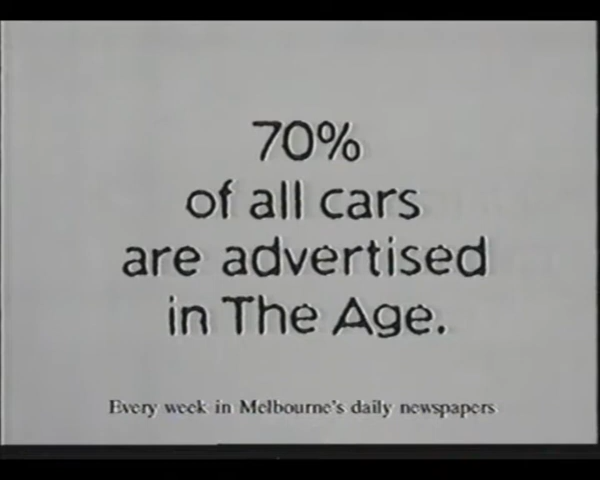 70%
of all cars
are advertised
in The Age.
Every week in Melbourne's daily newspapers